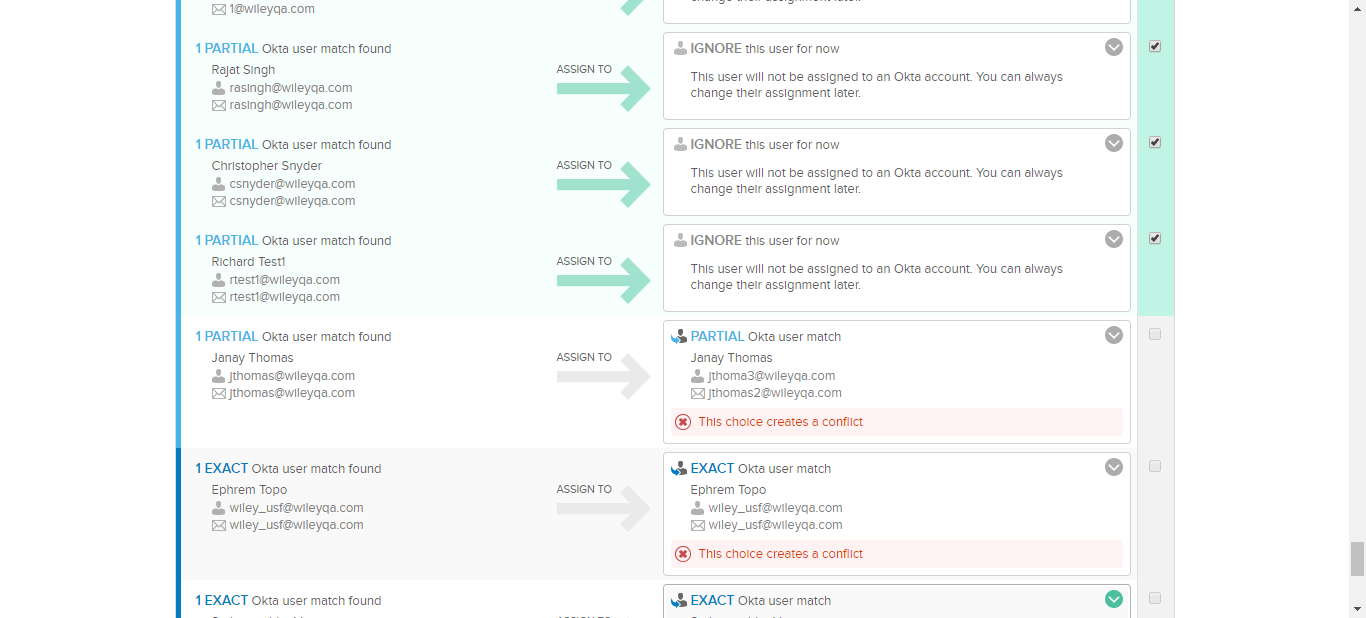 1@wileyqa.com
1 PARTIAL Okta user match found
Rajat Singh
rasingh@wileyqa.com
rasingh@wileyqa.com
ASSIGN TO
IGNORE this user for now
This user will not be assigned to an Okta account. You can always
change their assignment later.
1 PARTIAL Okta user match found
Christopher Snyder
csnyder@wileyqa.com
csnyder@wileyqa.com
ASSIGN TO
IGNORE this user for now
This user will not be assigned to an Okta account. You can always
change their assignment later.
1 PARTIAL Okta user match found
Richard Test1
rtest1@wileyqa.com
rtest1@wileyqa.com
ASSIGN TO
IGNORE this user for now
This user will not be assigned to an Okta account. You can always
change their assignment later.
1 PARTIAL Okta user match found
Janay Thomas
jthomas@wileyqa.com
jthomas@wileyqa.com
ASSIGN TO
PARTIAL Okta user match
Janay Thomas
jthoma3@wileyqa.com
jthomas2@wileyqa.com
This choice creates a conflict
1 EXACT Okta user match found
Ephrem Topo
wiley_usf@wileyqa.com
wiley_usf@wileyqa.com
ASSIGN TO
EXACT Okta user match
Ephrem Topo
wiley_usf@wileyqa.com
wiley_usf@wileyqa.com
This choice creates a conflict
1 EXACT Okta user match found
EXACT Okta user match